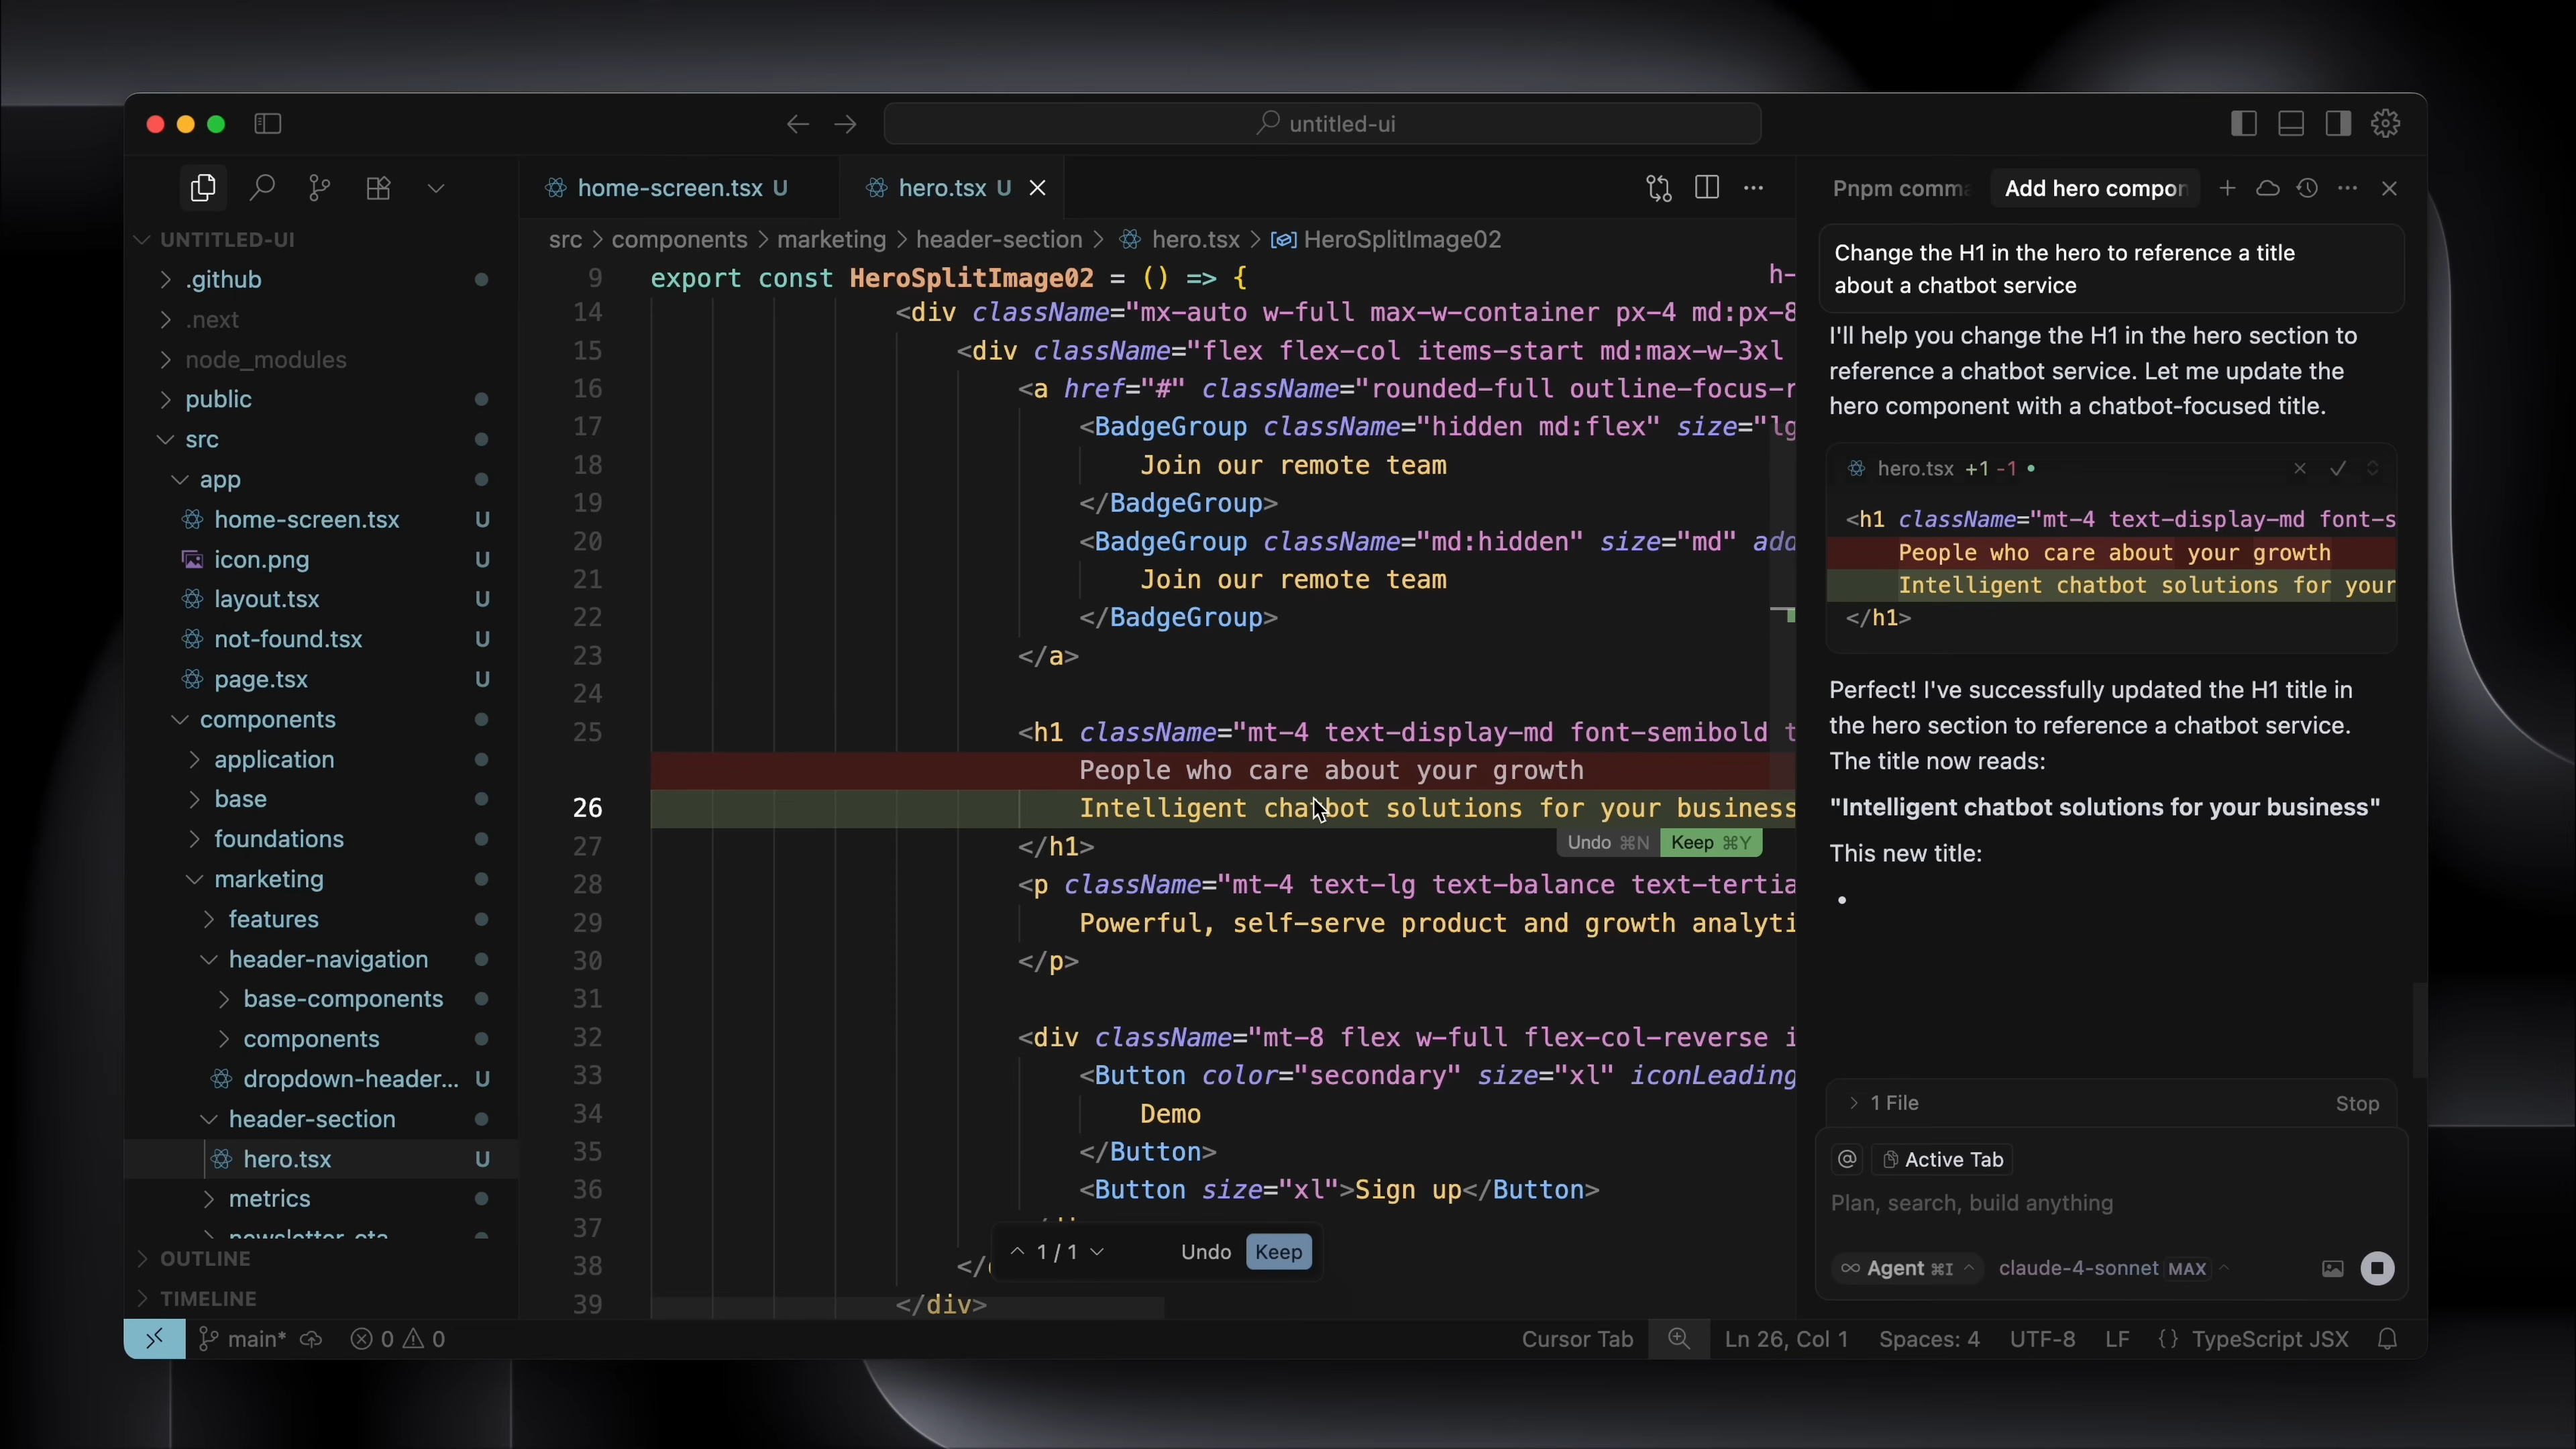 untitled-ui
home-screen.tsx U
hero.tsx U
Pnpm comma
Add hero compon
UNTITLED-UI
.github
.next
node_modules
public
src
app
home-screen.tsx U
icon.png U
layout.tsx U
not-found.tsx U
page.tsx U
components
application
base
foundations
marketing
features
header-navigation
base-components
components
dropdown-header... U
header-section
hero.tsx U
metrics
OUTLINE
TIMELINE
src > components > marketing > header-section > hero.tsx > HeroSplitImage02
9 export const HeroSplitImage02 = () => {
h-
14 <div className="mx-auto w-full max-w-container px-4 md:px-8
15 <div className="flex flex-col items-start md:max-w-3xl
16 <a href="#" className="rounded-full outline-focus-r
17 <BadgeGroup className="hidden md:flex" size="lg
18 Join our remote team
19 </BadgeGroup>
20 <BadgeGroup className="md:hidden" size="md" add
21 Join our remote team
22 </BadgeGroup>
23 </a>
24
25 <h1 className="mt-4 text-display-md font-semibold t
People who care about your growth
26 Intelligent chatbot solutions for your business
27 </h1>
Undo ⌘N Keep ⌘Y
28 <p className="mt-4 text-lg text-balance text-tertia
29 Powerful, self-serve product and growth analyti
30 </p>
31
32 <div className="mt-8 flex w-full flex-col-reverse i
33 <Button color="secondary" size="xl" iconLeading
34 Demo
35 </Button>
36 <Button size="xl">Sign up</Button>
37
38 </
39 </div>
1 / 1 Undo Keep
Change the H1 in the hero to reference a title
about a chatbot service
I'll help you change the H1 in the hero section to
reference a chatbot service. Let me update the
hero component with a chatbot-focused title.
hero.tsx +1 -1
<h1 className="mt-4 text-display-md font-s
People who care about your growth
Intelligent chatbot solutions for your
</h1>
Perfect! I've successfully updated the H1 title in
the hero section to reference a chatbot service.
The title now reads:
"Intelligent chatbot solutions for your business"
This new title:
•
1 File Stop
@ Active Tab
Plan, search, build anything
Agent ⌘I claude-4-sonnet MAX
main* 0 0
Cursor Tab Ln 26, Col 1 Spaces: 4 UTF-8 LF {} TypeScript JSX